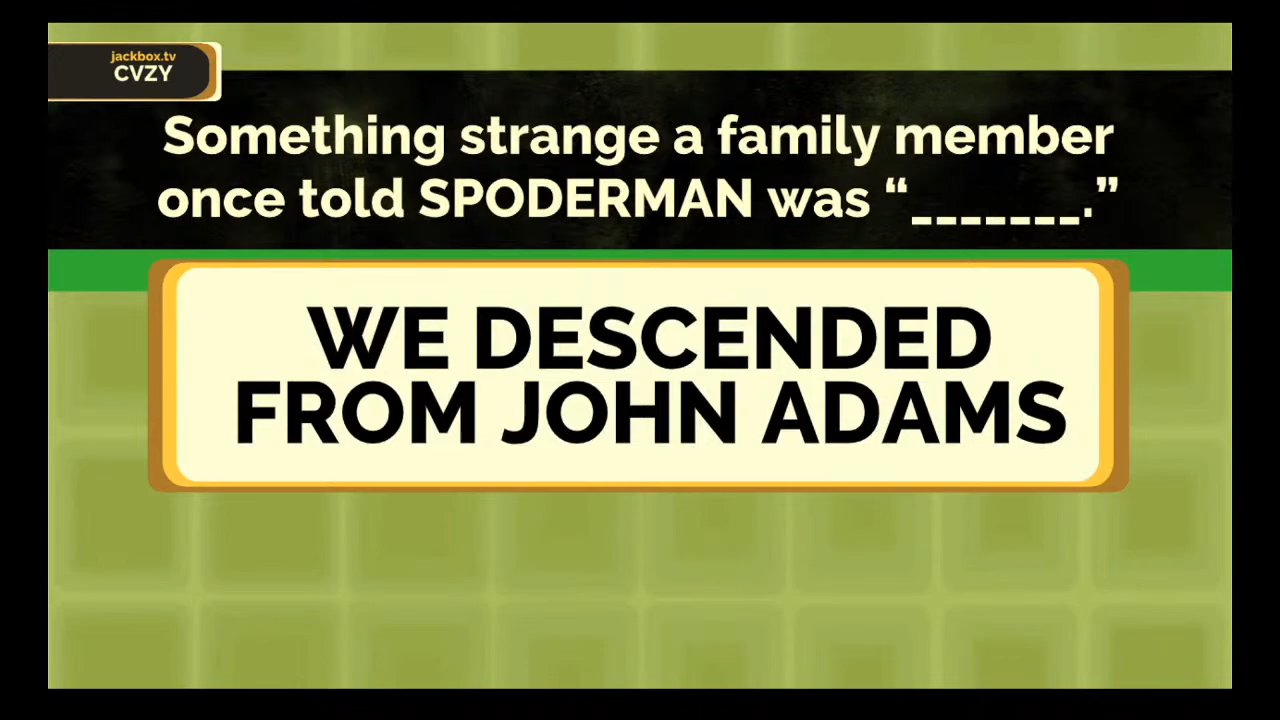 jackbox.tv
CVZY
Something strange a family member
once told SPODERMAN was “_______.”
WE DESCENDED
FROM JOHN ADAMS